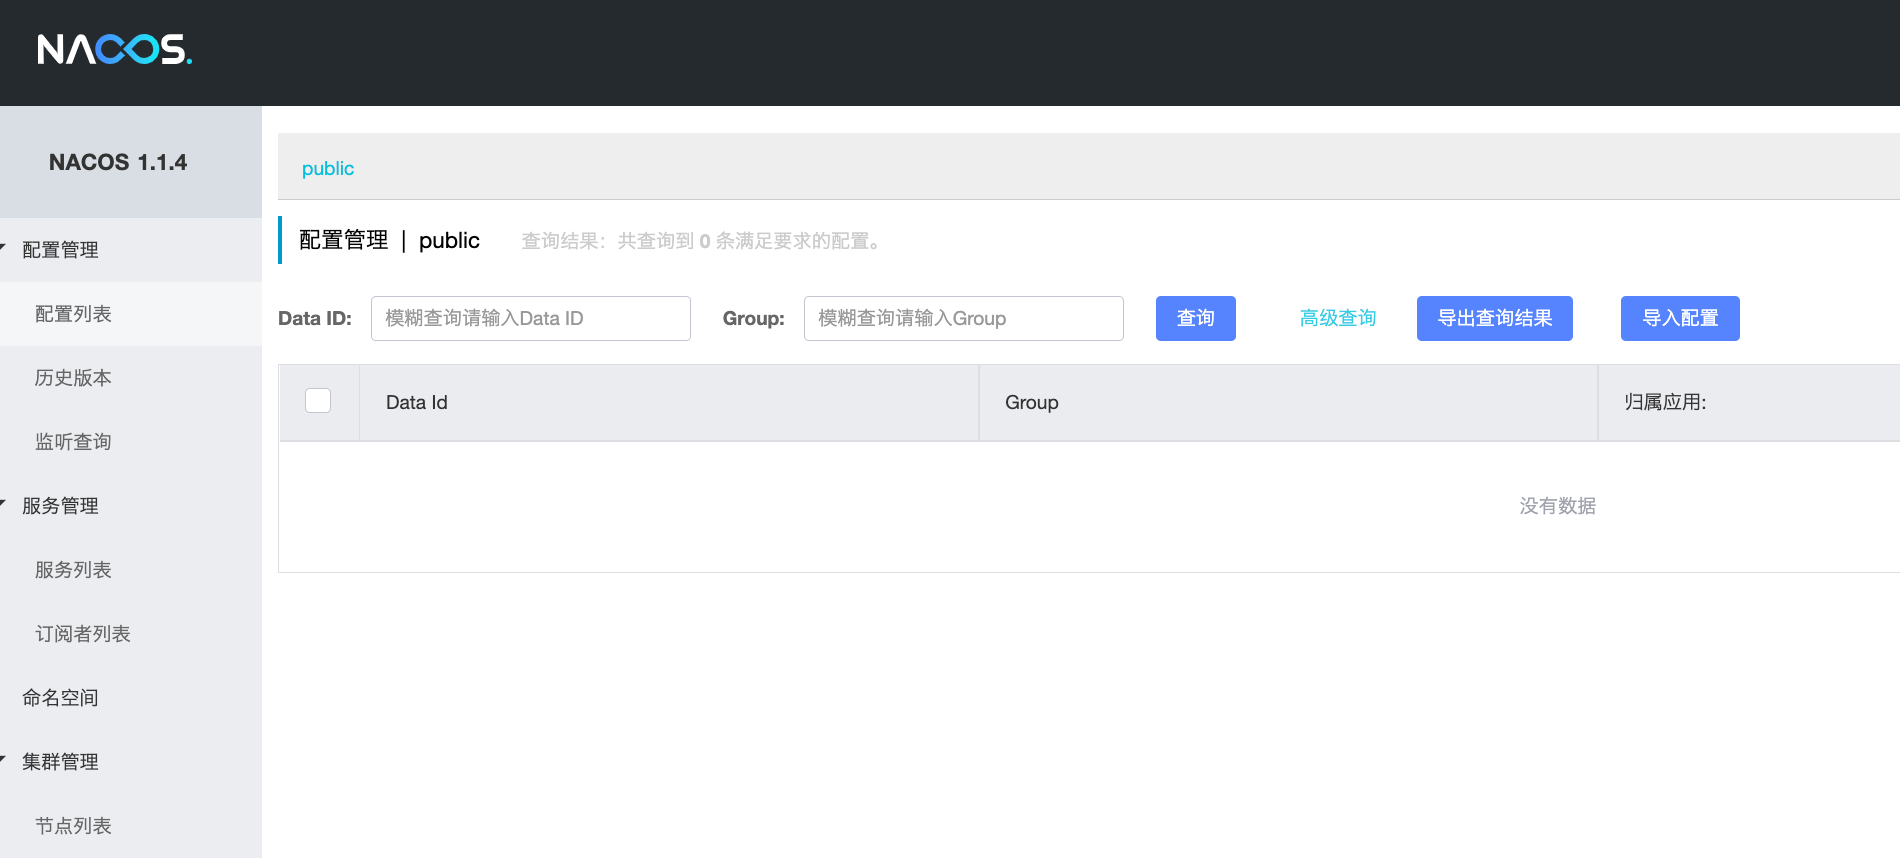 NACOS.
NACOS 1.1.4
配置管理
配置列表
历史版本
监听查询
服务管理
服务列表
订阅者列表
命名空间
集群管理
节点列表
public
配置管理 | public 查询结果：共查询到 0 条满足要求的配置。
Data ID: 模糊查询请输入Data ID Group: 模糊查询请输入Group 查询 高级查询 导出查询结果 导入配置
Data Id Group 归属应用:
没有数据